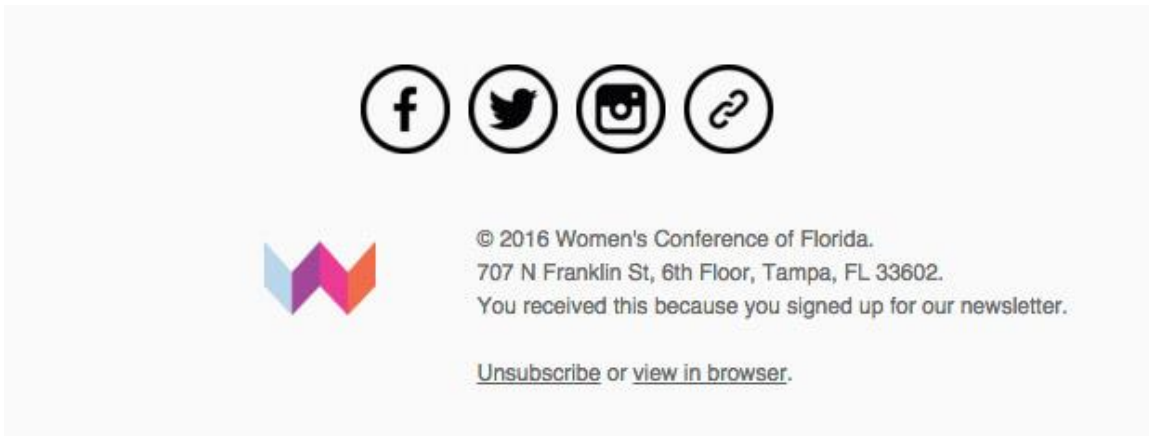 © 2016 Women's Conference of Florida.
707 N Franklin St, 6th Floor, Tampa, FL 33602.
You received this because you signed up for our newsletter.
Unsubscribe or view in browser.